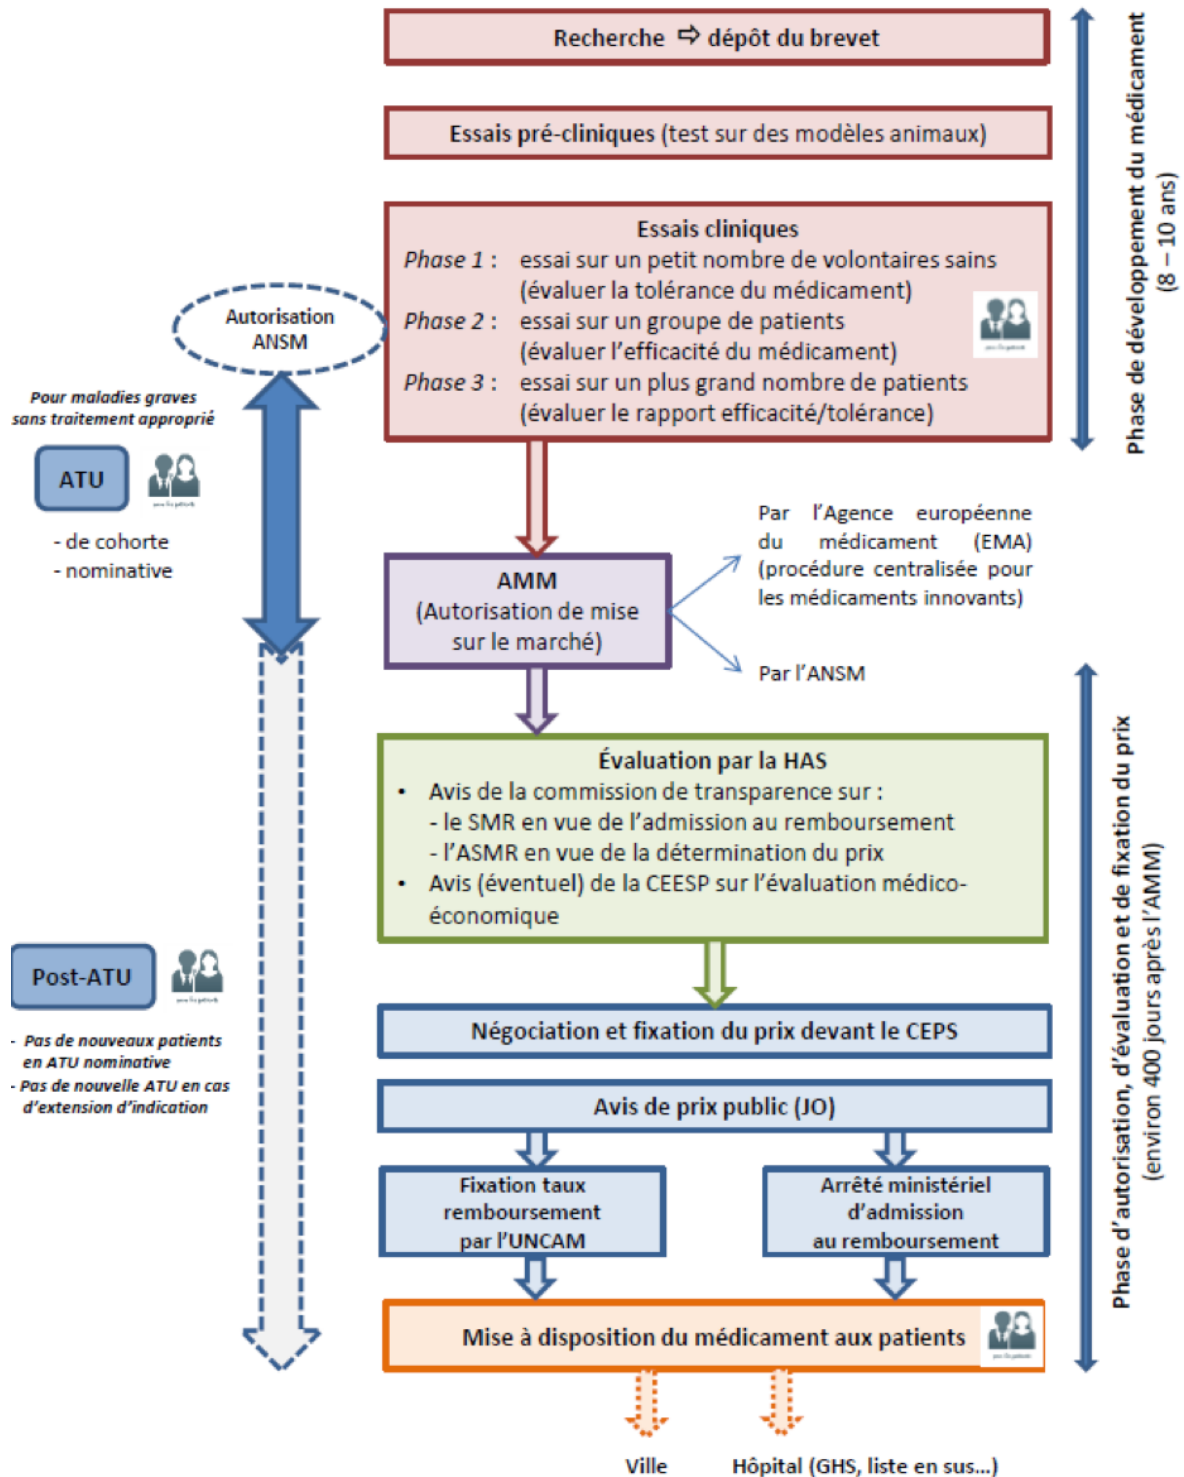 Recherche ⇨ dépôt du brevet
Essais pré-cliniques (test sur des modèles animaux)
Essais cliniques
Phase 1 : essai sur un petit nombre de volontaires sains
(évaluer la tolérance du médicament)
Phase 2 : essai sur un groupe de patients
(évaluer l'efficacité du médicament)
Phase 3 : essai sur un plus grand nombre de patients
(évaluer le rapport efficacité/tolérance)
Phase de développement du médicament
(8 – 10 ans)
Autorisation
ANSM
Pour maladies graves
sans traitement approprié
ATU
- de cohorte
- nominative
AMM
(Autorisation de mise
sur le marché)
Par l'Agence européenne
du médicament (EMA)
(procédure centralisée pour
les médicaments innovants)
Par l'ANSM
Évaluation par la HAS
• Avis de la commission de transparence sur :
- le SMR en vue de l'admission au remboursement
- l'ASMR en vue de la détermination du prix
• Avis (éventuel) de la CEESP sur l'évaluation médico-
économique
Post-ATU
- Pas de nouveaux patients
en ATU nominative
- Pas de nouvelle ATU en cas
d'extension d'indication
Négociation et fixation du prix devant le CEPS
Avis de prix public (JO)
Fixation taux
remboursement
par l'UNCAM
Arrêté ministériel
d'admission
au remboursement
Mise à disposition du médicament aux patients
Phase d'autorisation, d'évaluation et de fixation du prix
(environ 400 jours après l'AMM)
Ville
Hôpital (GHS, liste en sus...)